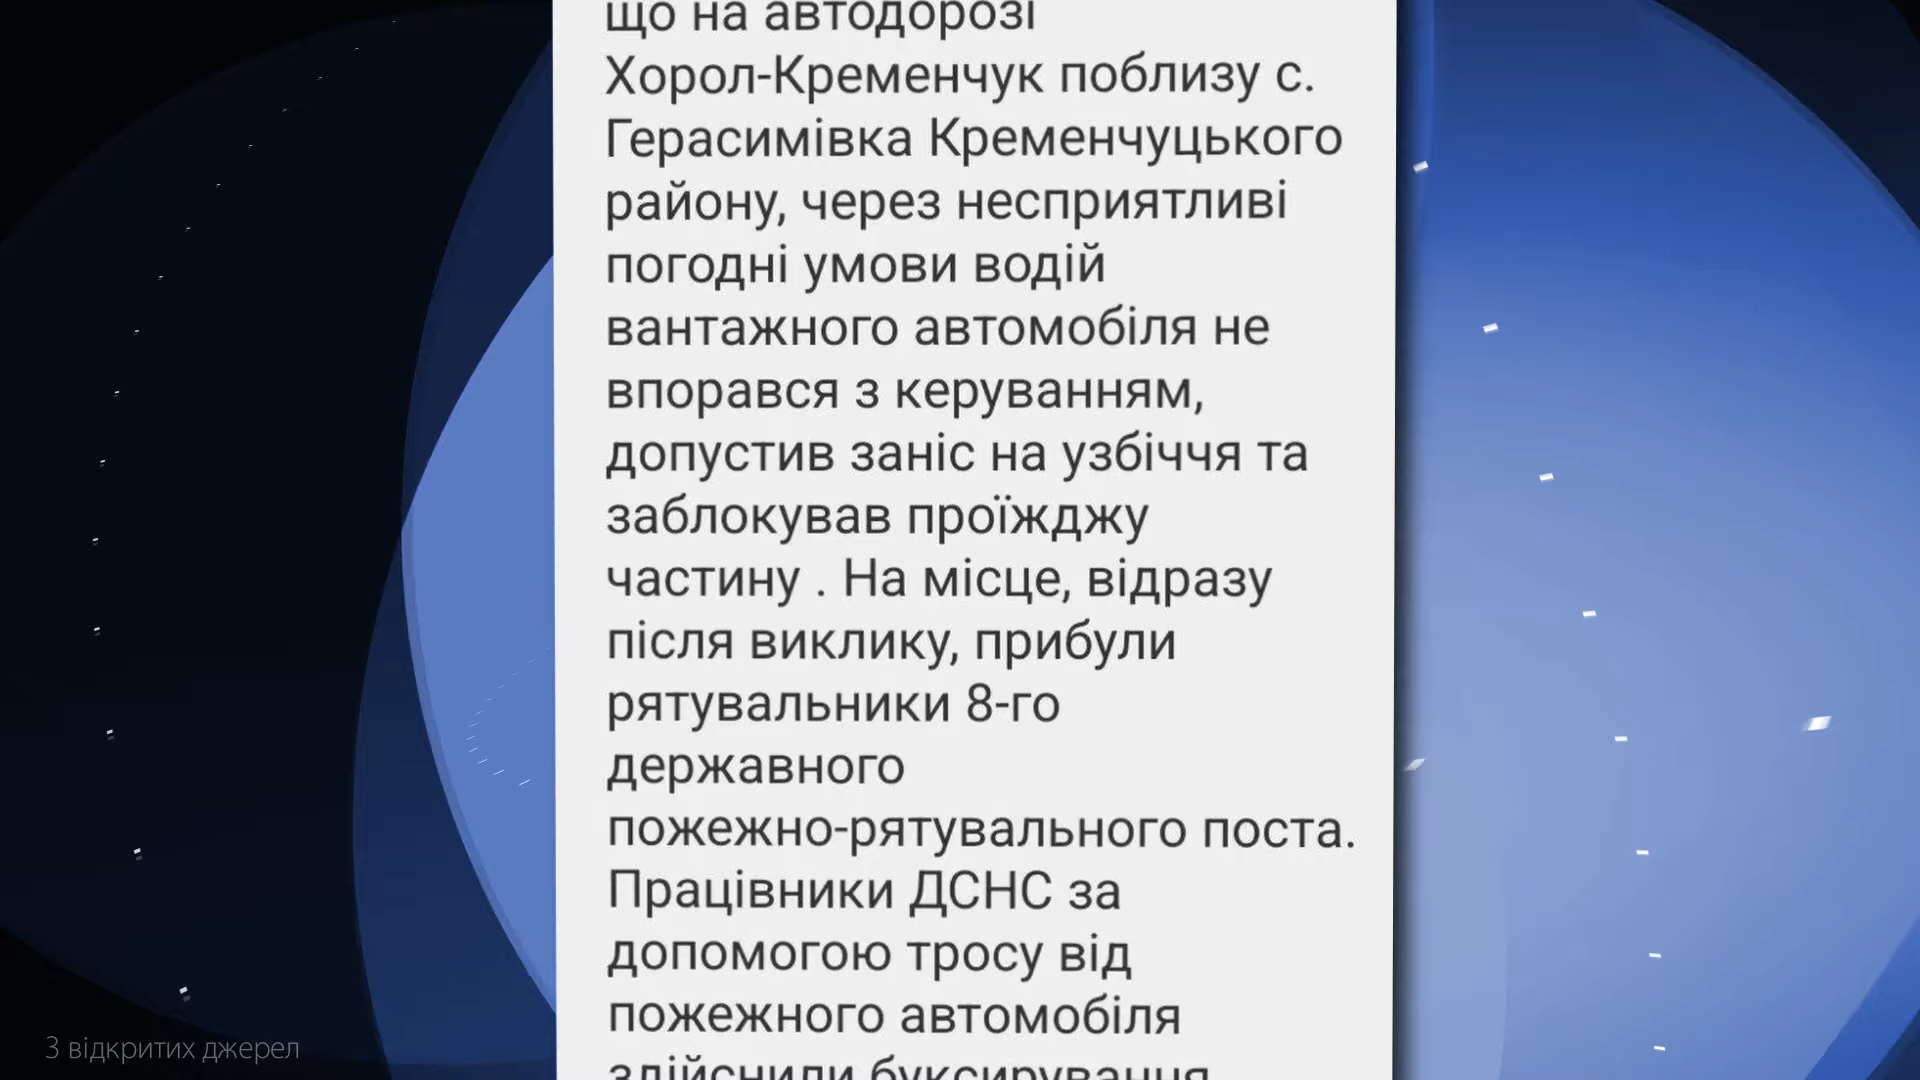 що на автодорозі
Хорол-Кременчук поблизу с.
Герасимівка Кременчуцького
району, через несприятливі
погодні умови водій
вантажного автомобіля не
впорався з керуванням,
допустив заніс на узбіччя та
заблокував проїжджу
частину . На місце, відразу
після виклику, прибули
рятувальники 8-го
державного
пожежно-рятувального поста.
Працівники ДСНС за
допомогою тросу від
пожежного автомобіля
здійснили буксирування
З відкритих джерел